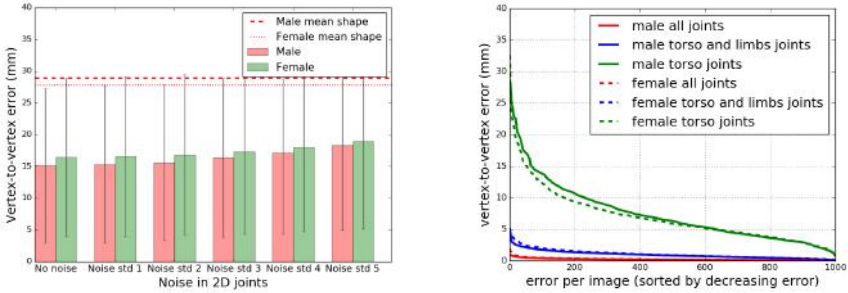 40
35
30
25
20
15
10
5
0
Vertex-to-vertex error (mm)
Male mean shape
Female mean shape
Male
Female
No noise Noise std 1 Noise std 2 Noise std 3 Noise std 4 Noise std 5
Noise in 2D joints
40
35
30
25
20
15
10
5
0
vertex-to-vertex error (mm)
male all joints
male torso and limbs joints
male torso joints
female all joints
female torso and limbs joints
female torso joints
0 200 400 600 800 1000
error per image (sorted by decreasing error)